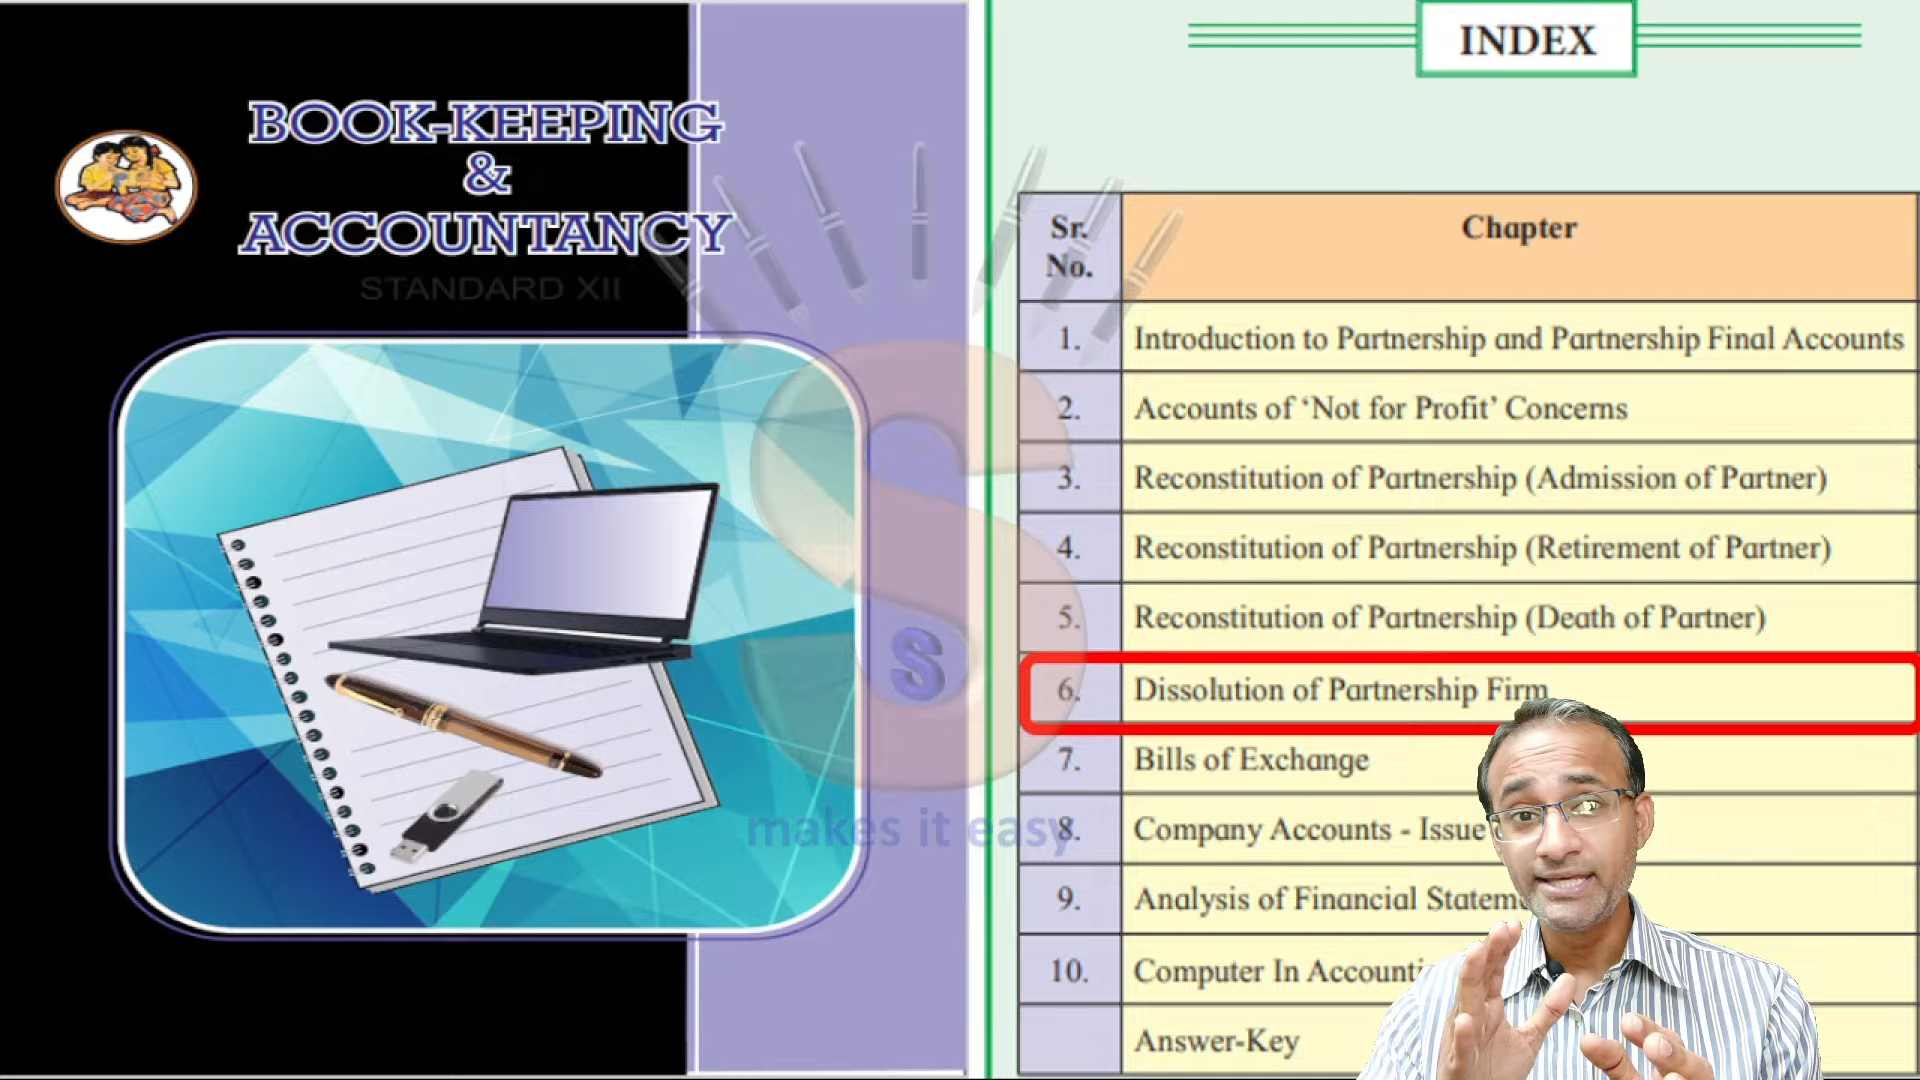 BOOK-KEEPING
&
ACCOUNTANCY
STANDARD XII
S
makes it easy
INDEX
Sr.
No.
Chapter
1. Introduction to Partnership and Partnership Final Accounts
2. Accounts of ‘Not for Profit’ Concerns
3. Reconstitution of Partnership (Admission of Partner)
4. Reconstitution of Partnership (Retirement of Partner)
5. Reconstitution of Partnership (Death of Partner)
6. Dissolution of Partnership Firm
7. Bills of Exchange
8. Company Accounts - Issue
9. Analysis of Financial
10. Computer In
Answer-Key